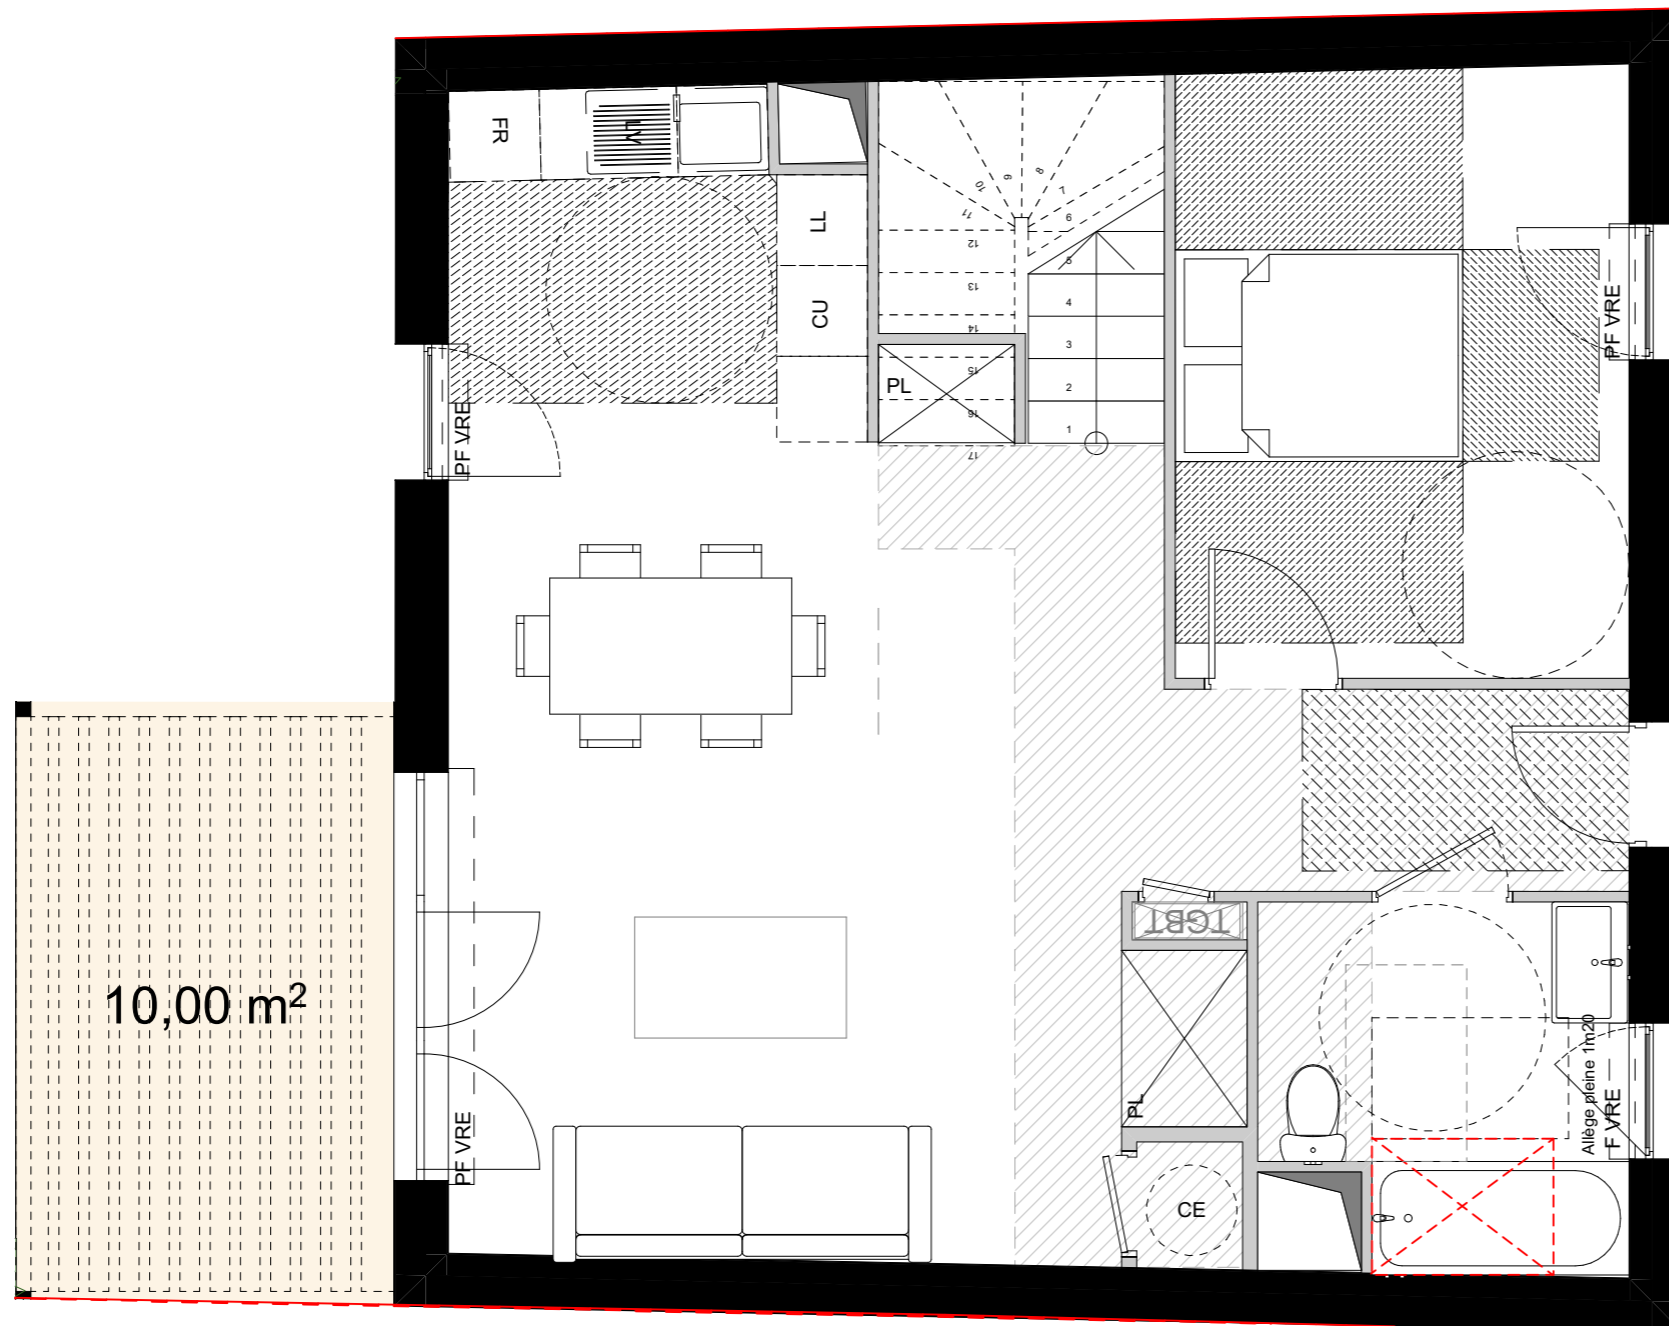 FR
LV
LL
CU
PL
1
2
3
4
5
6
7
8
9
10
11
12
13
14
15
16
17
PF VRE
PF VRE
PF VRE
10,00 m²
TGBT
PL
CE
Allège pleine 1m20
F VRE